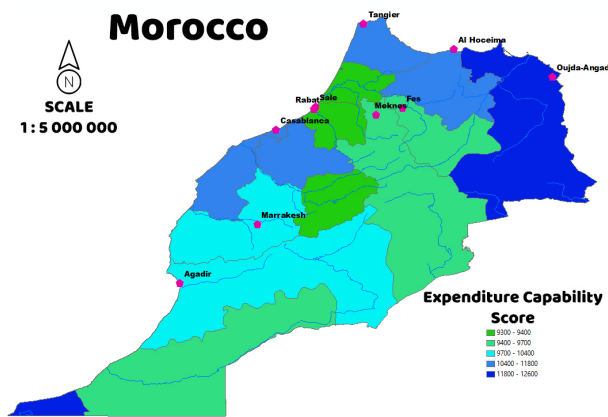 Morocco
N
SCALE
1:5 000 000
Tangier
Al Hoceima
Oujda-Angad
Rabat
Sale
Fes
Meknes
Casablanca
Marrakesh
Agadir
Expenditure Capability
Score
9300 - 9400
9400 - 9700
9700 - 10400
10400 - 11800
11800 - 12600